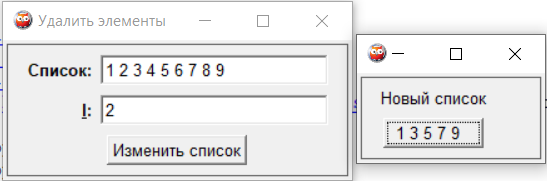 Удалить элементы
Список: 1 2 3 4 5 6 7 8 9
I: 2
Изменить список
Новый список
1 3 5 7 9